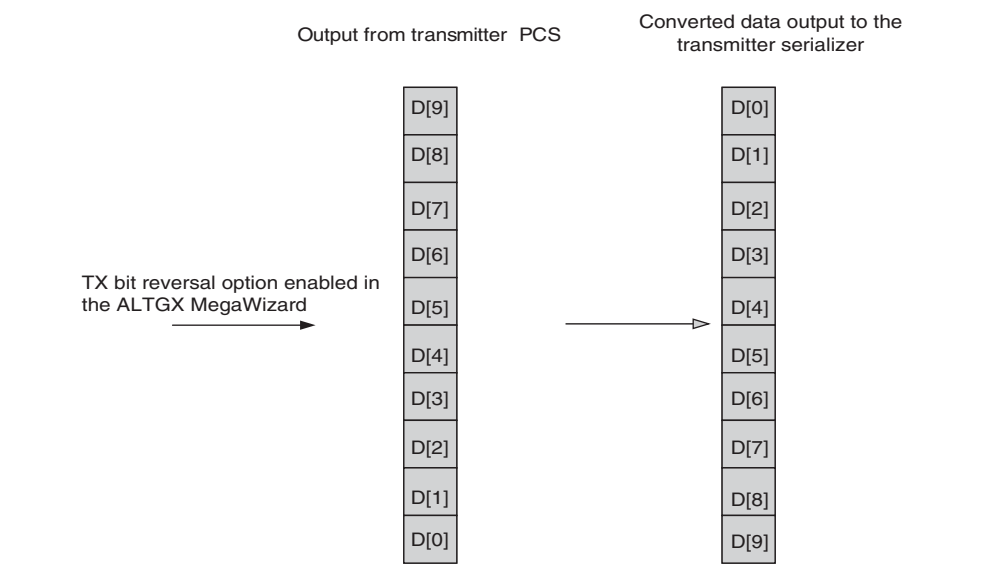 Output from transmitter PCS
Converted data output to the
transmitter serializer
TX bit reversal option enabled in
the ALTGX MegaWizard
D[9]
D[8]
D[7]
D[6]
D[5]
D[4]
D[3]
D[2]
D[1]
D[0]
D[0]
D[1]
D[2]
D[3]
D[4]
D[5]
D[6]
D[7]
D[8]
D[9]